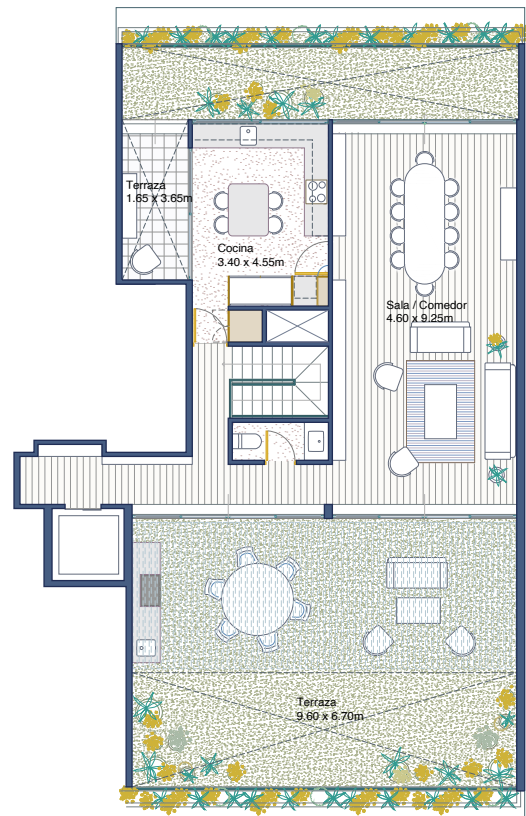 Terraza
1.65 x 3.65m
Cocina
3.40 x 4.55m
Sala / Comedor
4.60 x 9.25m
Terraza
9.60 x 6.70m